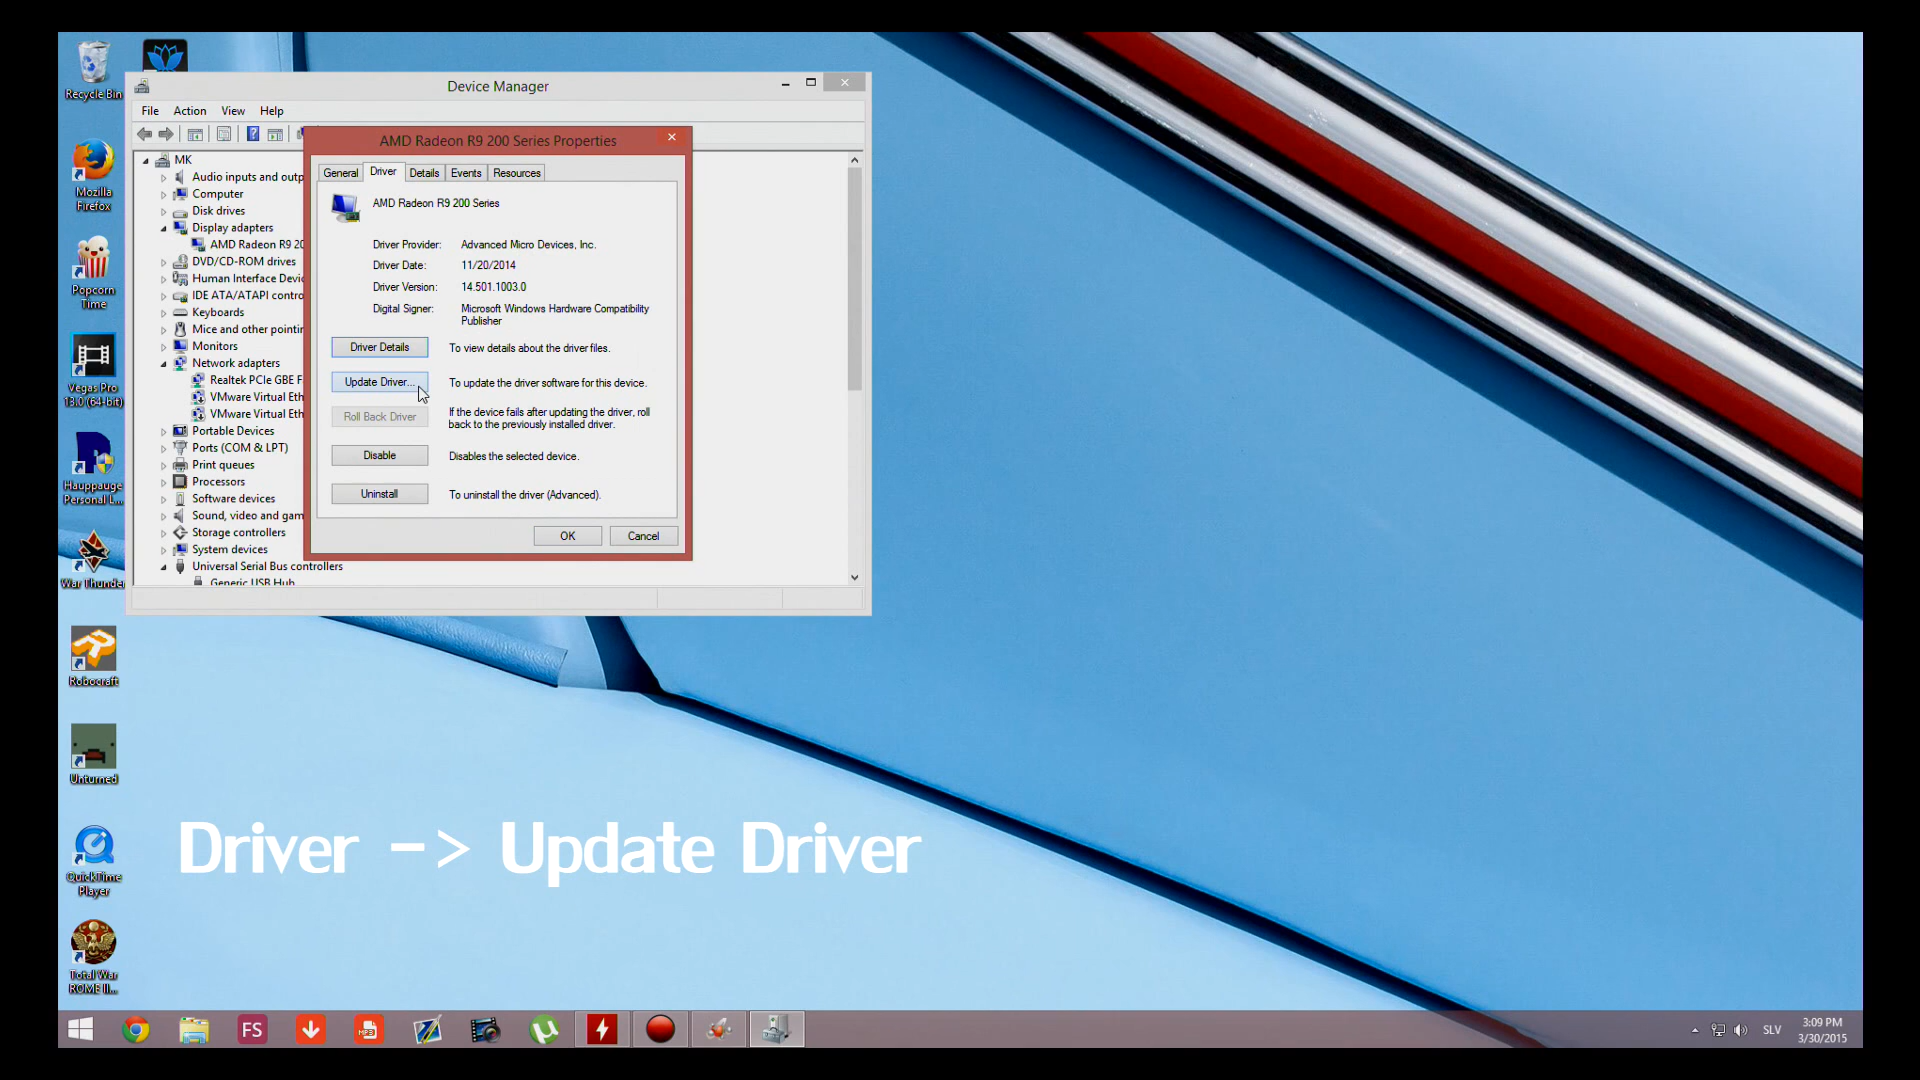 Recycle Bin
Mozilla
Firefox
Popcorn
Time
Vegas Pro
13.0 (64-bit)
Hauppauge
Personal L...
War Thunder
Robocraft
Unturned
QuickTime
Player
Total War
ROME II...
Device Manager
File Action View Help
MK
Audio inputs and outp
Computer
Disk drives
Display adapters
AMD Radeon R9 20
DVD/CD-ROM drives
Human Interface Devi
IDE ATA/ATAPI contro
Keyboards
Mice and other pointin
Monitors
Network adapters
Realtek PCIe GBE F
VMware Virtual Eth
VMware Virtual Eth
Portable Devices
Ports (COM & LPT)
Print queues
Processors
Software devices
Sound, video and gam
Storage controllers
System devices
Universal Serial Bus controllers
Generic USB Hub
AMD Radeon R9 200 Series Properties
General Driver Details Events Resources
AMD Radeon R9 200 Series
Driver Provider: Advanced Micro Devices, Inc.
Driver Date: 11/20/2014
Driver Version: 14.501.1003.0
Digital Signer: Microsoft Windows Hardware Compatibility
Publisher
Driver Details To view details about the driver files.
Update Driver... To update the driver software for this device.
Roll Back Driver If the device fails after updating the driver, roll
back to the previously installed driver.
Disable Disables the selected device.
Uninstall To uninstall the driver (Advanced).
OK Cancel
Driver -> Update Driver
FS
MP3
SLV
3:09 PM
3/30/2015